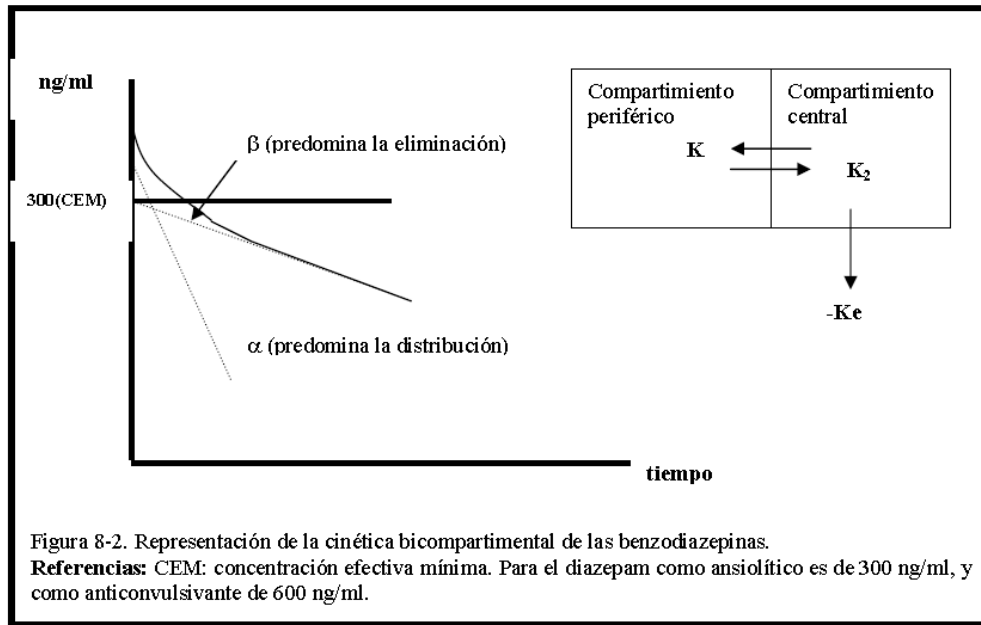 ng/ml
β (predomina la eliminación)
300(CEM)
α (predomina la distribución)
tiempo
Compartimiento
periférico
K
Compartimiento
central
K₂
-Ke
Figura 8-2. Representación de la cinética bicompartimental de las benzodiazepinas.
Referencias: CEM: concentración efectiva mínima. Para el diazepam como ansiolítico es de 300 ng/ml, y
como anticonvulsivante de 600 ng/ml.